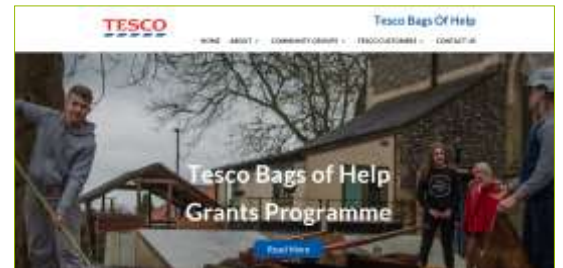 TESCO
Tesco Bags Of Help
HOME ABOUT COMMUNITY GROUPS TESCO CUSTOMERS CONTACT US
Tesco Bags of Help
Grants Programme
Read More